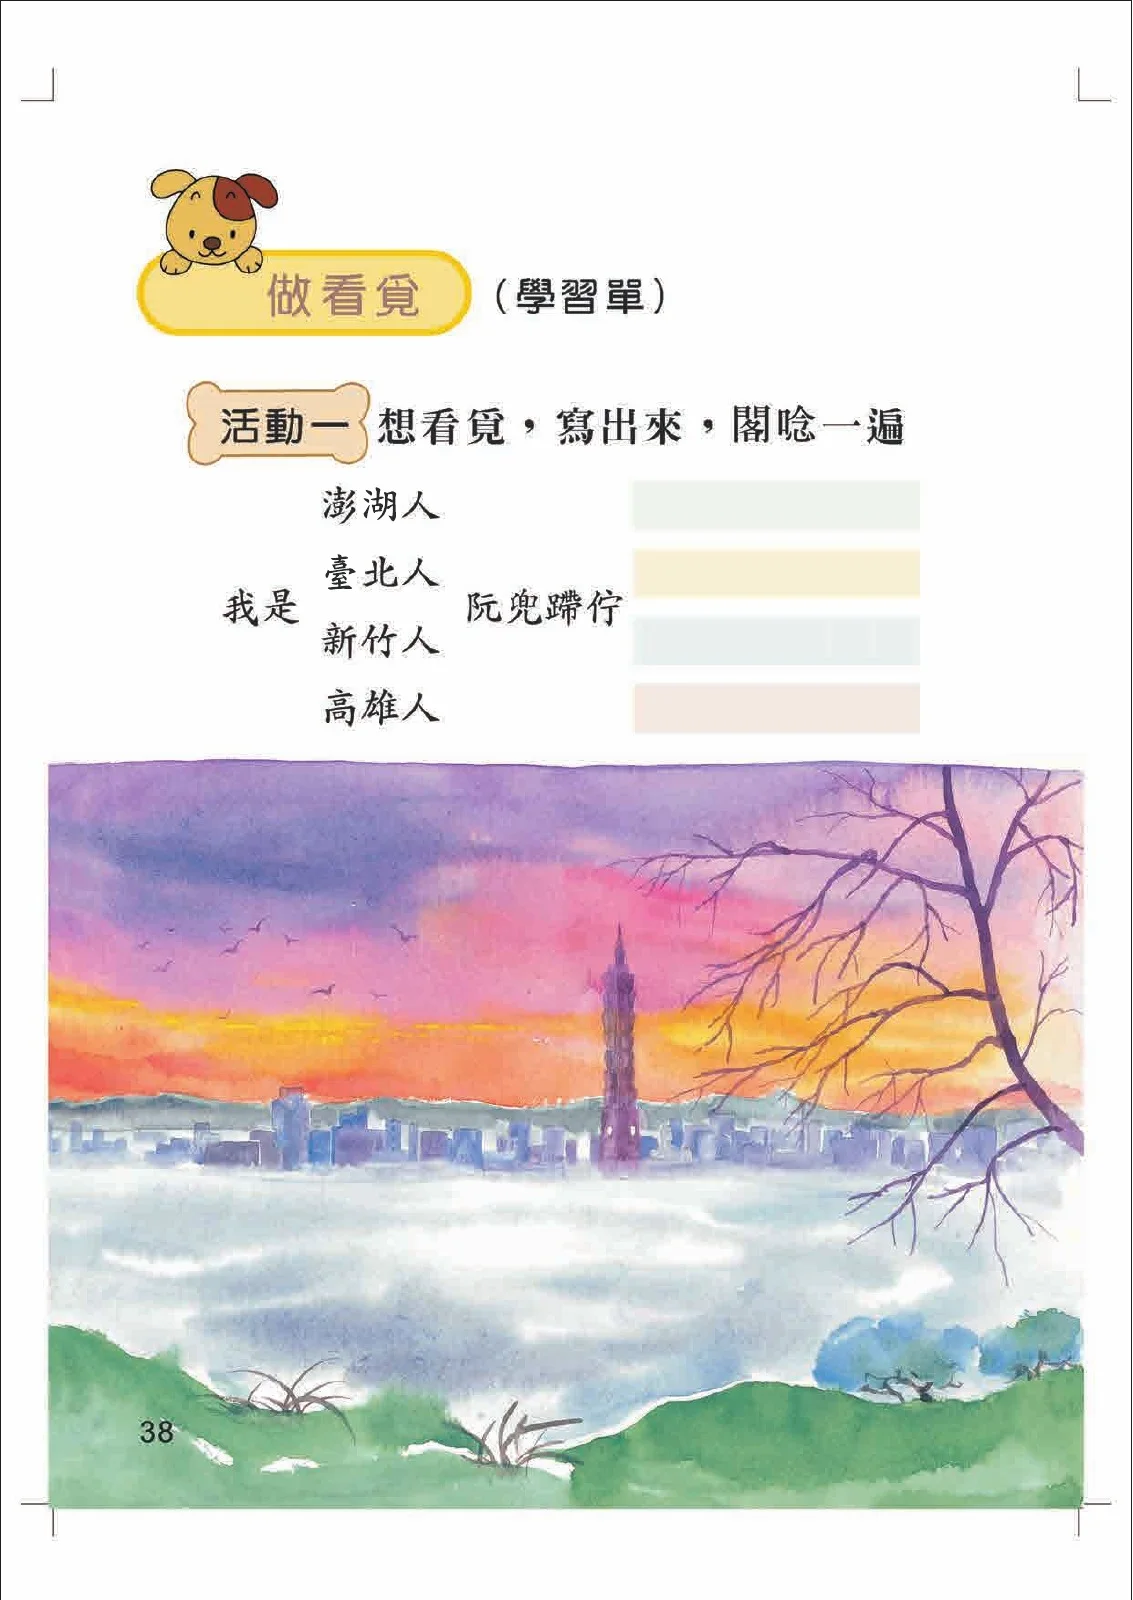 做看覓
（學習單）
活動一 想看覓，寫出來，閣唸一遍
澎湖人
臺北人
我是 阮兜蹛佇
新竹人
高雄人
38